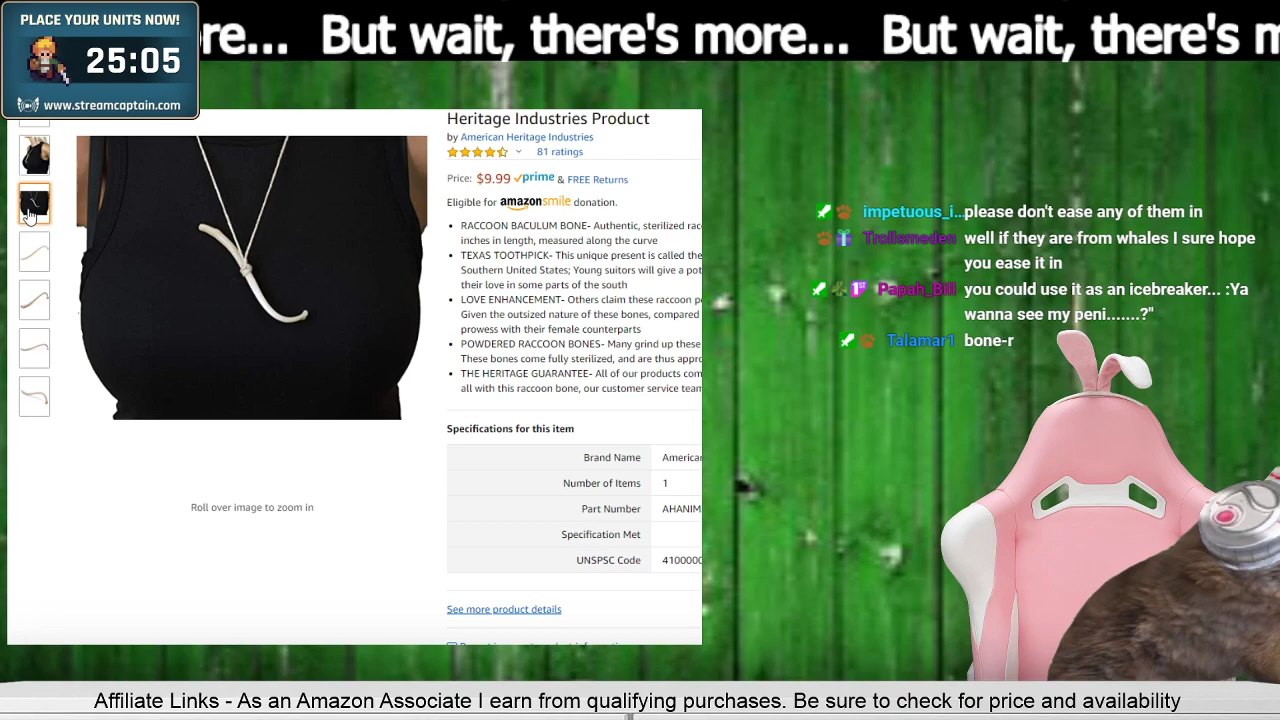 PLACE YOUR UNITS NOW!
25:05
www.streamcaptain.com
re... But wait, there's more... But wait, there's m
Heritage Industries Product
by American Heritage Industries
81 ratings
Price: $9.99 prime & FREE Returns
Eligible for amazonsmile donation.
• RACCOON BACULUM BONE- Authentic, sterilized rac
inches in length, measured along the curve
• TEXAS TOOTHPICK- This unique present is called the
Southern United States; Young suitors will give a pot
their love in some parts of the south
• LOVE ENHANCEMENT- Others claim these raccoon p
Given the outsized nature of these bones, compared
prowess with their female counterparts
• POWDERED RACCOON BONES- Many grind up these
These bones come fully sterilized, and are thus appro
• THE HERITAGE GUARANTEE- All of our products com
all with this raccoon bone, our customer service team
Specifications for this item
Brand Name America
Number of Items 1
Part Number AHANIM
Specification Met
UNSPSC Code 4100000
See more product details
Roll over image to zoom in
impetuous_i... please don't ease any of them in
Trollsmeden well if they are from whales I sure hope
you ease it in
Papah_Bill you could use it as an icebreaker... :Ya
wanna see my peni.......?"
Talamar1 bone-r
Affiliate Links - As an Amazon Associate I earn from qualifying purchases. Be sure to check for price and availability